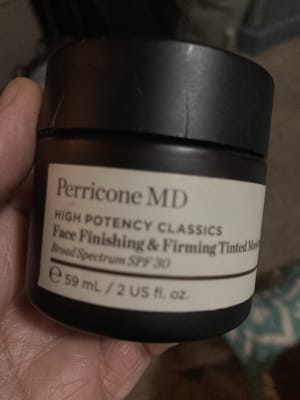 Perricone MD
HIGH POTENCY CLASSICS
Face Finishing & Firming Tinted
Broad Spectrum SPF 30
℮ 59 mL / 2 US fl. oz.